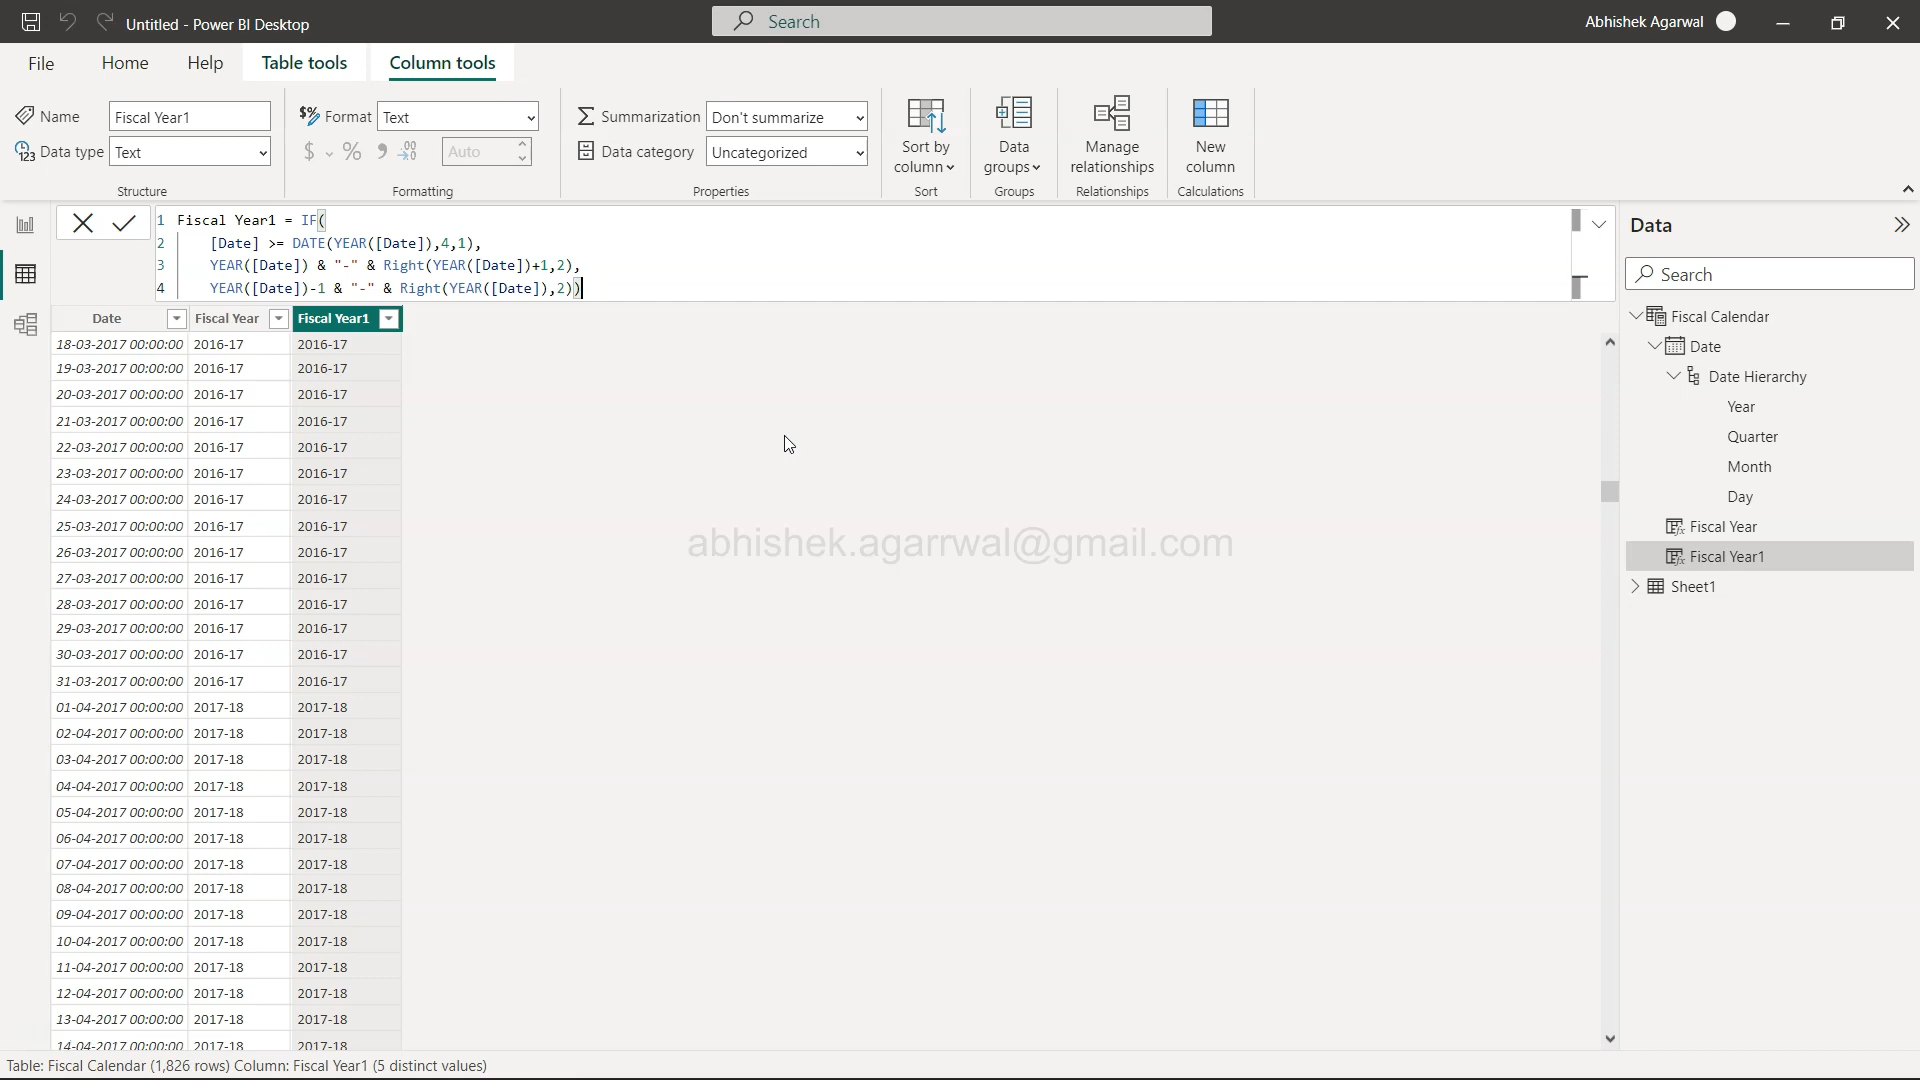 Untitled - Power BI Desktop
Search
Abhishek Agarwal
File
Home
Help
Table tools
Column tools
Name
Fiscal Year1
Data type
Text
Structure
Format
Text
$
%
Auto
Formatting
Summarization
Don't summarize
Data category
Uncategorized
Properties
Sort by
column
Sort
Data
groups
Groups
Manage
relationships
Relationships
New
column
Calculations
1 Fiscal Year1 = IF(
2 [Date] >= DATE(YEAR([Date]),4,1),
3 YEAR([Date]) & "-" & Right(YEAR([Date])+1,2),
4 YEAR([Date])-1 & "-" & Right(YEAR([Date]),2))
Date Fiscal Year Fiscal Year1
18-03-2017 00:00:00 2016-17 2016-17
19-03-2017 00:00:00 2016-17 2016-17
20-03-2017 00:00:00 2016-17 2016-17
21-03-2017 00:00:00 2016-17 2016-17
22-03-2017 00:00:00 2016-17 2016-17
23-03-2017 00:00:00 2016-17 2016-17
24-03-2017 00:00:00 2016-17 2016-17
25-03-2017 00:00:00 2016-17 2016-17
26-03-2017 00:00:00 2016-17 2016-17
27-03-2017 00:00:00 2016-17 2016-17
28-03-2017 00:00:00 2016-17 2016-17
29-03-2017 00:00:00 2016-17 2016-17
30-03-2017 00:00:00 2016-17 2016-17
31-03-2017 00:00:00 2016-17 2016-17
01-04-2017 00:00:00 2017-18 2017-18
02-04-2017 00:00:00 2017-18 2017-18
03-04-2017 00:00:00 2017-18 2017-18
04-04-2017 00:00:00 2017-18 2017-18
05-04-2017 00:00:00 2017-18 2017-18
06-04-2017 00:00:00 2017-18 2017-18
07-04-2017 00:00:00 2017-18 2017-18
08-04-2017 00:00:00 2017-18 2017-18
09-04-2017 00:00:00 2017-18 2017-18
10-04-2017 00:00:00 2017-18 2017-18
11-04-2017 00:00:00 2017-18 2017-18
12-04-2017 00:00:00 2017-18 2017-18
13-04-2017 00:00:00 2017-18 2017-18
14-04-2017 00:00:00 2017-18 2017-18
abhishek.agarrwal@gmail.com
Data
Search
Fiscal Calendar
Date
Date Hierarchy
Year
Quarter
Month
Day
Fiscal Year
Fiscal Year1
Sheet1
Table: Fiscal Calendar (1,826 rows) Column: Fiscal Year1 (5 distinct values)